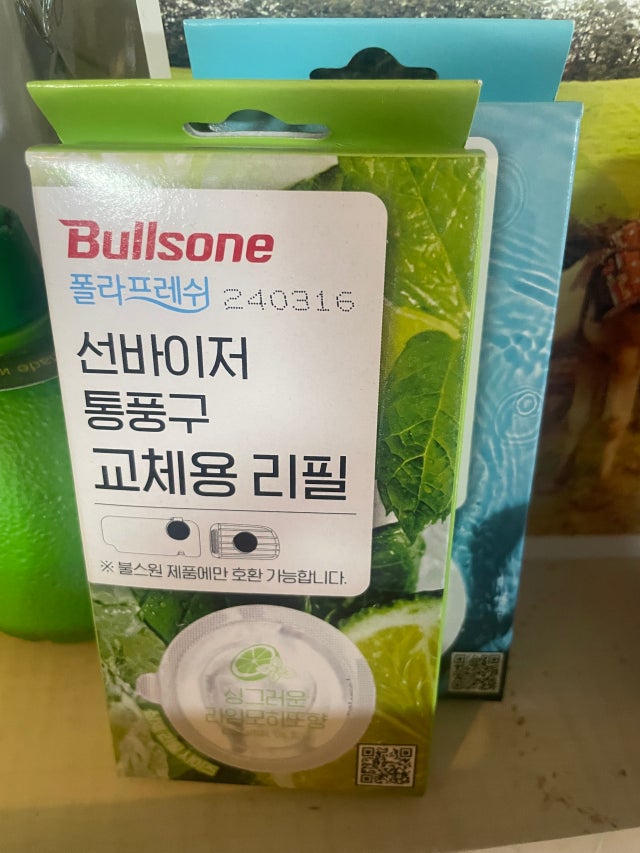 Bullsone
폴라프레쉬 240316
선바이저
통풍구
교체용 리필
※ 불스원 제품에만 호환 가능합니다.
싱그러운
라임모히또향